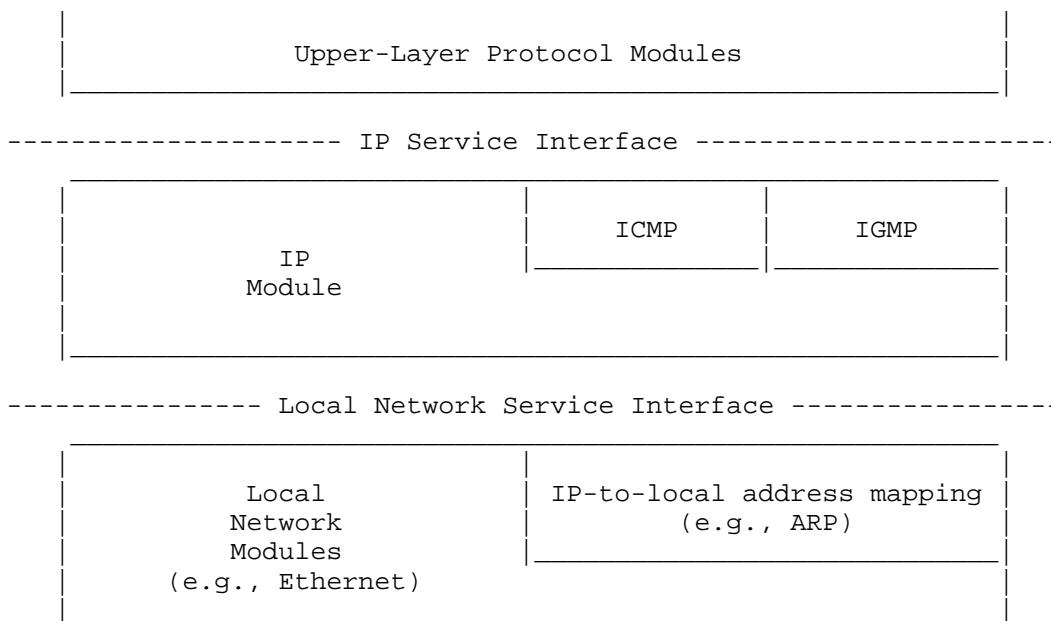 Upper-Layer Protocol Modules
IP Service Interface
ICMP IGMP
IP
Module
Local Network Service Interface
Local IP-to-local address mapping
Network (e.g., ARP)
Modules
(e.g., Ethernet)